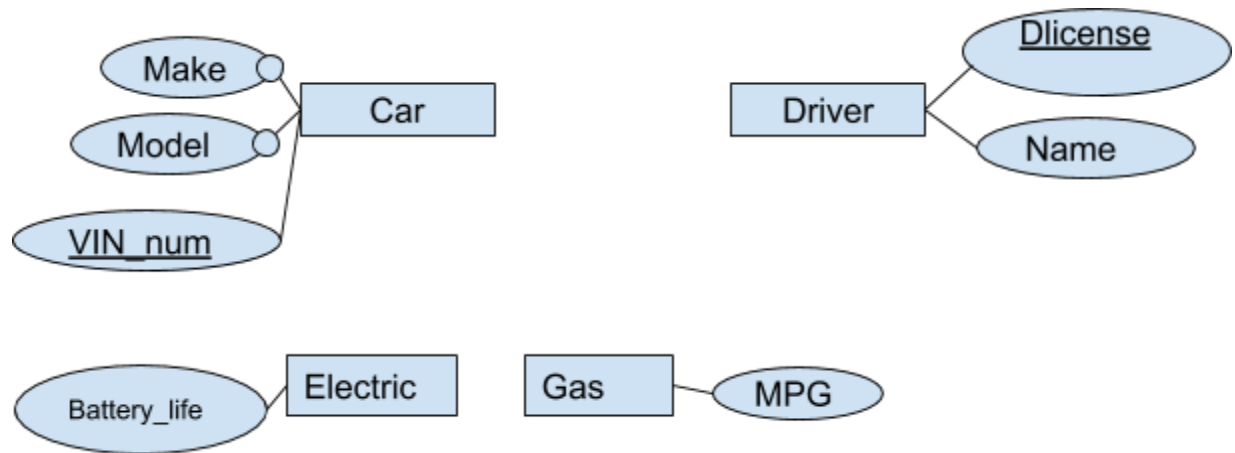 Make
Car
Model
VIN_num
Driver
Dlicense
Name
Battery_life
Electric
Gas
MPG